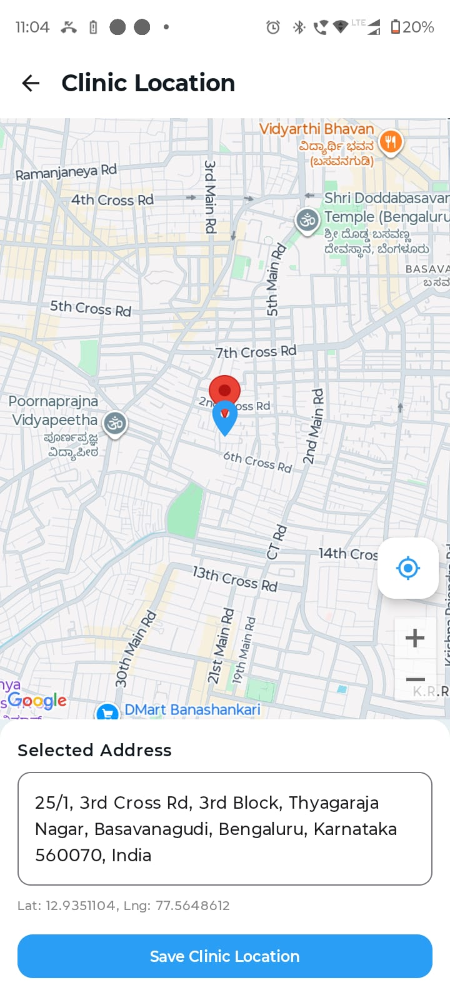 11:04
LTE
20%
Clinic Location
Vidyarthi Bhavan
ವಿದ್ಯಾರ್ಥಿ ಭವನ
(ಬಸವನಗುಡಿ)
Ramanjaneya Rd
3rd Main Rd
4th Cross Rd
Shri Doddabasavan
Temple (Bengaluru
ಶ್ರೀ ದೊಡ್ಡ ಬಸವಣ್ಣ
ದೇವಸ್ಥಾನ, ಬೆಂಗಳೂರು
5th Main Rd
BASAVA
ಬಸವ
5th Cross Rd
7th Cross Rd
Poornaprajna
Vidyapeetha
ಪೂರ್ಣಪ್ರಜ್ಞ
ವಿದ್ಯಾಪೀಠ
oss Rd
2nd Main Rd
6th Cross Rd
CT Rd
14th Cros
13th Cross Rd
30th Main Rd
21st Main Rd
19th Main Rd
K.R.R
Google
DMart Banashankari
Selected Address
25/1, 3rd Cross Rd, 3rd Block, Thyagaraja
Nagar, Basavanagudi, Bengaluru, Karnataka
560070, India
Lat: 12.9351104, Lng: 77.5648612
Save Clinic Location